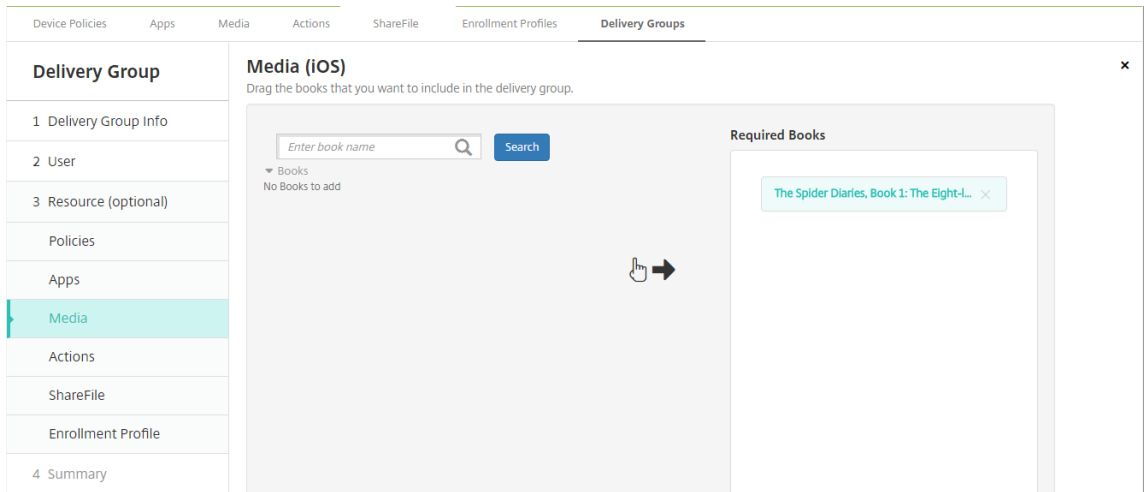 Device Policies Apps Media Actions ShareFile Enrollment Profiles Delivery Groups
Delivery Group
1 Delivery Group Info
2 User
3 Resource (optional)
Policies
Apps
Media
Actions
ShareFile
Enrollment Profile
4 Summary
Media (iOS)
Drag the books that you want to include in the delivery group.
Enter book name
Search
Books
No Books to add
Required Books
The Spider Diaries, Book 1: The Eight-l...